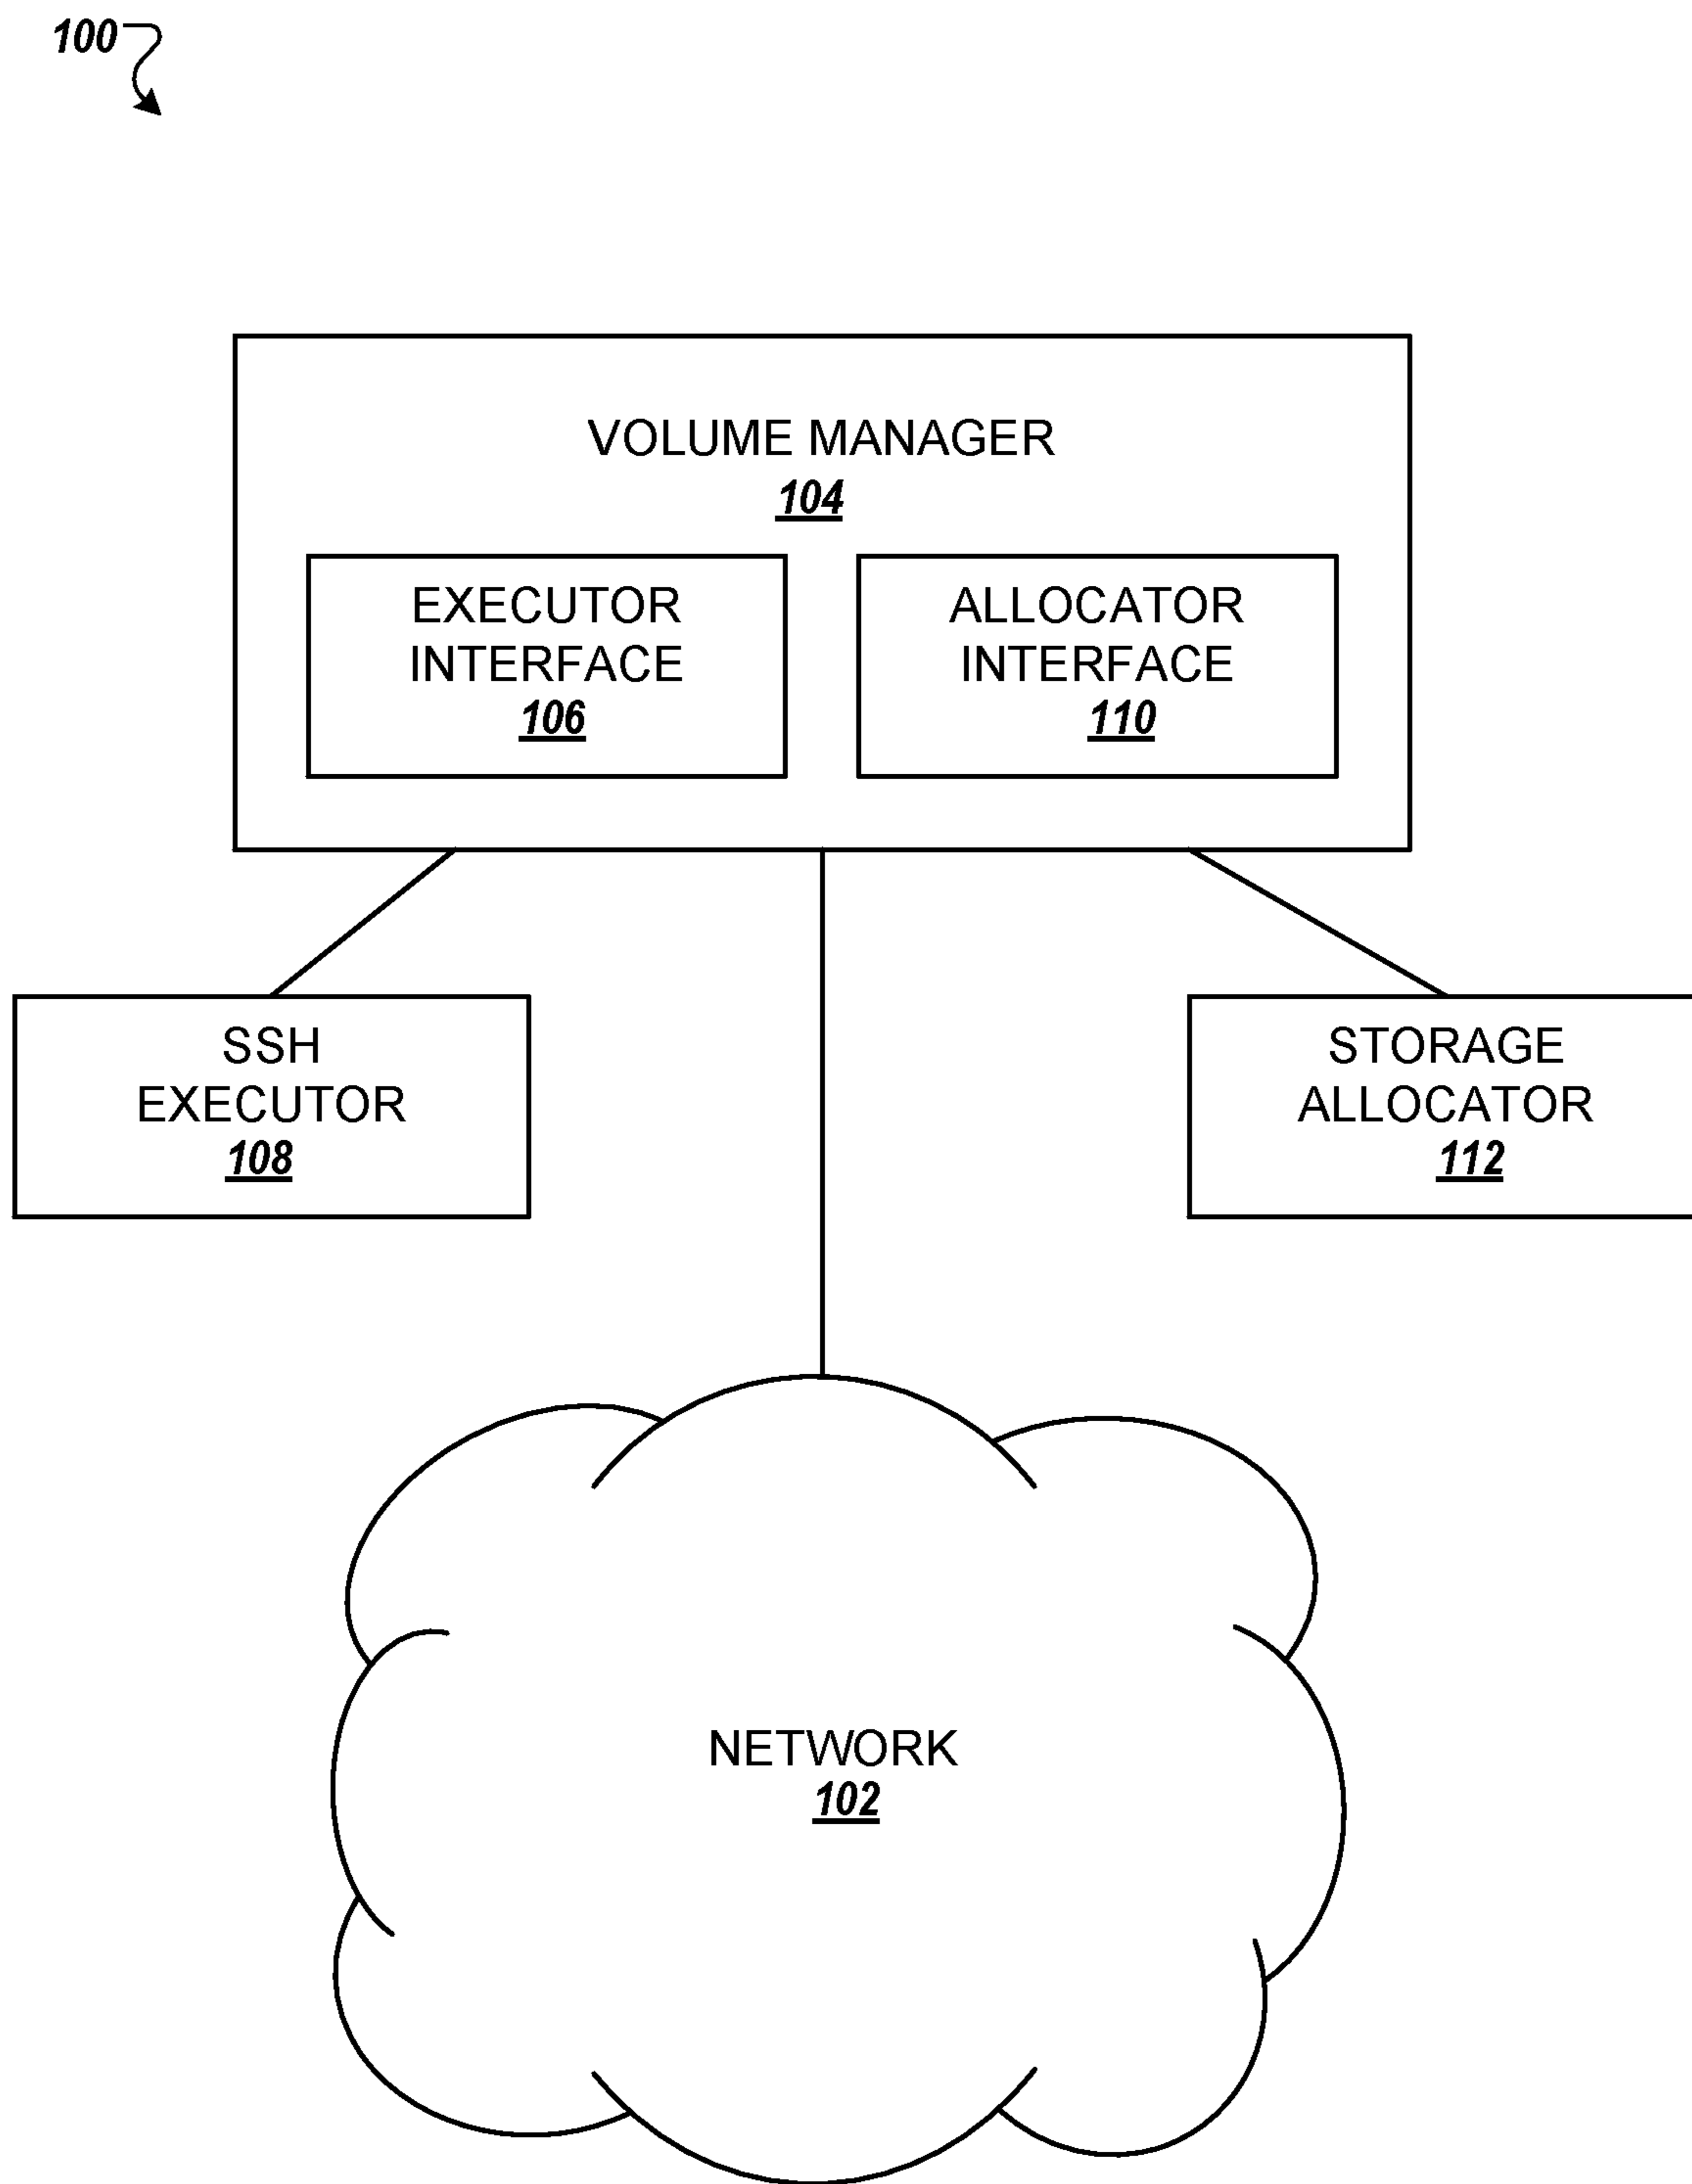 100
VOLUME MANAGER
104
EXECUTOR
INTERFACE
106
ALLOCATOR
INTERFACE
110
SSH
EXECUTOR
108
STORAGE
ALLOCATOR
112
NETWORK
102